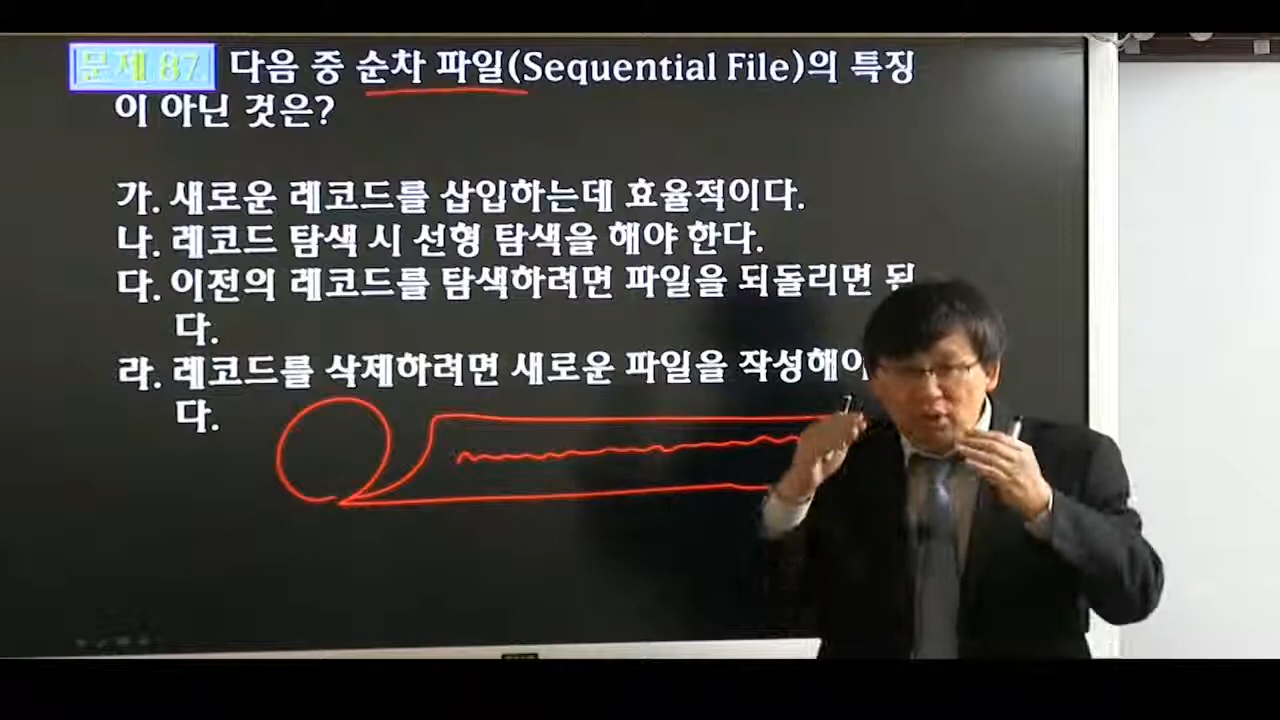 문제 87. 다음 중 순차 파일(Sequential File)의 특징
이 아닌 것은?
가. 새로운 레코드를 삽입하는데 효율적이다.
나. 레코드 탐색 시 선형 탐색을 해야 한다.
다. 이전의 레코드를 탐색하려면 파일을 되돌리면 된
다.
라. 레코드를 삭제하려면 새로운 파일을 작성해야
다.